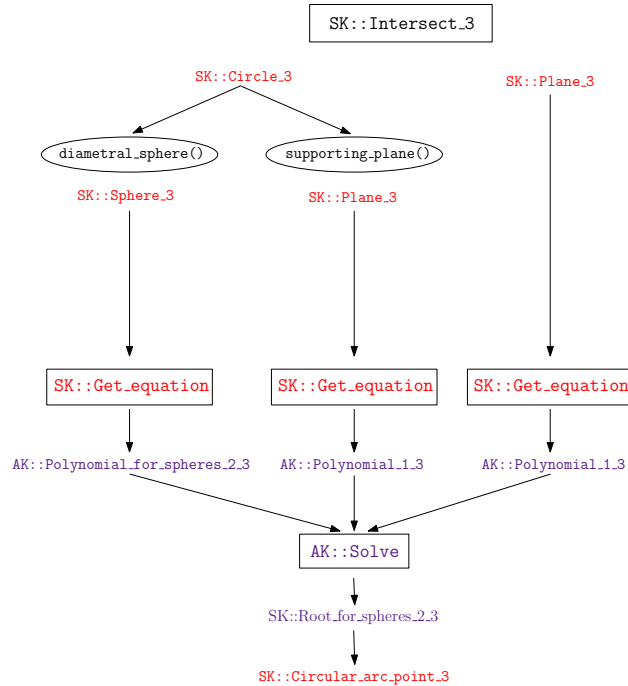 SK::Intersect_3
SK::Circle_3
SK::Plane_3
diametral_sphere()
supporting_plane()
SK::Sphere_3
SK::Plane_3
SK::Get_equation
SK::Get_equation
SK::Get_equation
AK::Polynomial_for_spheres_2_3
AK::Polynomial_1_3
AK::Polynomial_1_3
AK::Solve
SK::Root_for_spheres_2_3
SK::Circular_arc_point_3